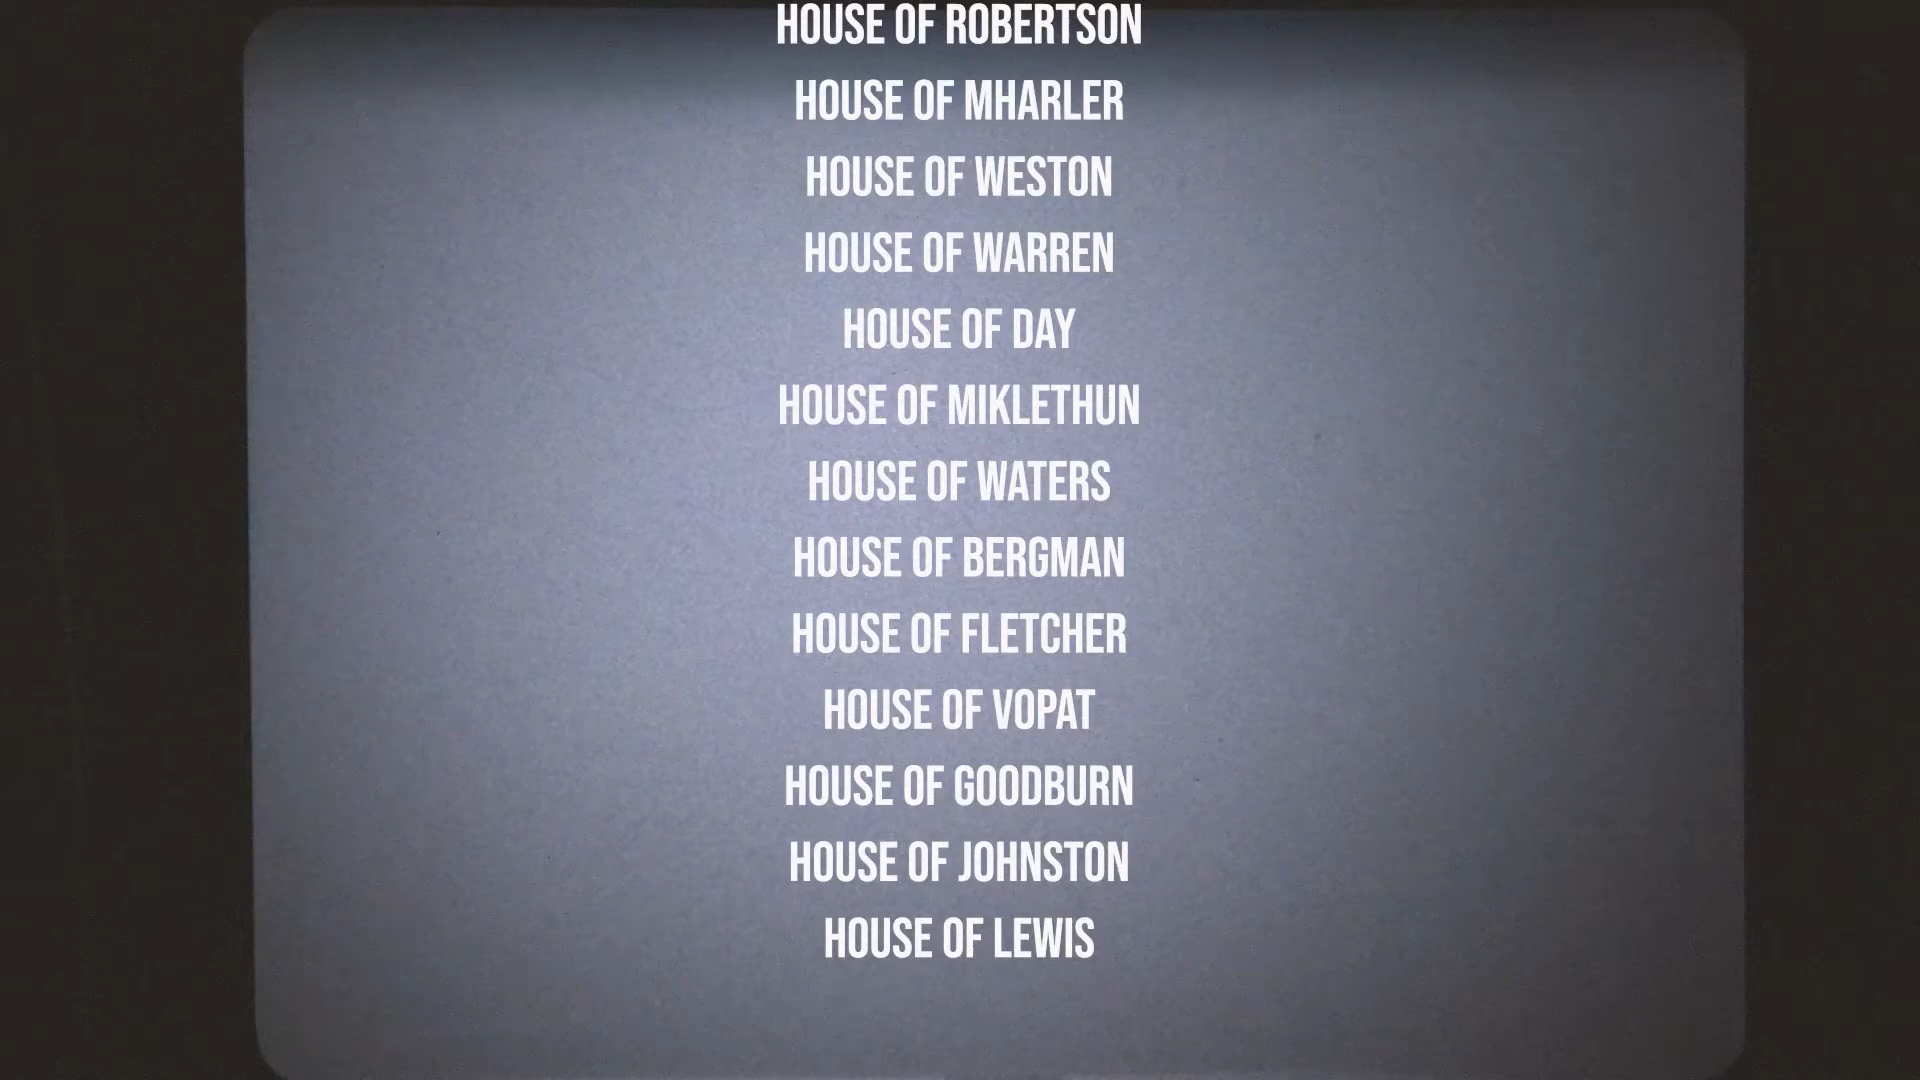 HOUSE OF ROBERTSON
HOUSE OF MHARLER
HOUSE OF WESTON
HOUSE OF WARREN
HOUSE OF DAY
HOUSE OF MIKLETHUN
HOUSE OF WATERS
HOUSE OF BERGMAN
HOUSE OF FLETCHER
HOUSE OF VOPAT
HOUSE OF GOODBURN
HOUSE OF JOHNSTON
HOUSE OF LEWIS